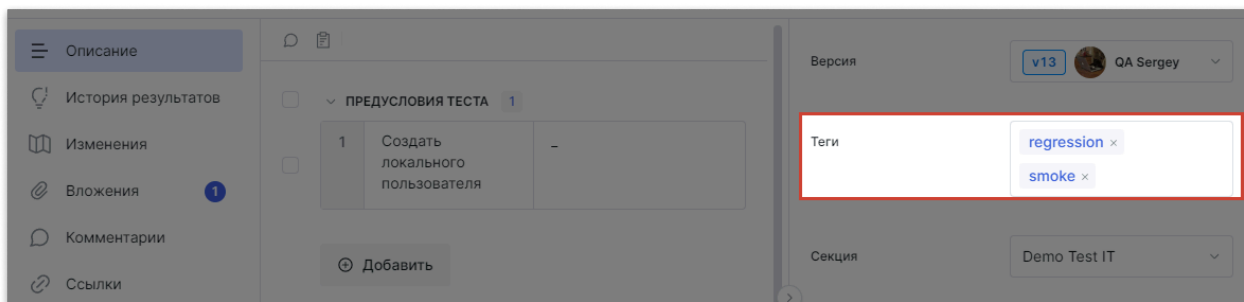 Описание
История результатов
Изменения
Вложения 1
Комментарии
Ссылки
ПРЕДУСЛОВИЯ ТЕСТА 1
1 Создать –
локального
пользователя
Добавить
Версия v13 QA Sergey
Теги regression ×
smoke ×
Секция Demo Test IT